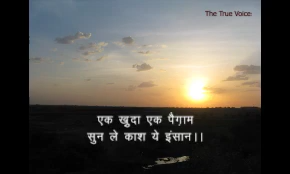 The True Voice:
एक खुदा एक पैग़ाम
सुन ले काश ये इंसान।।